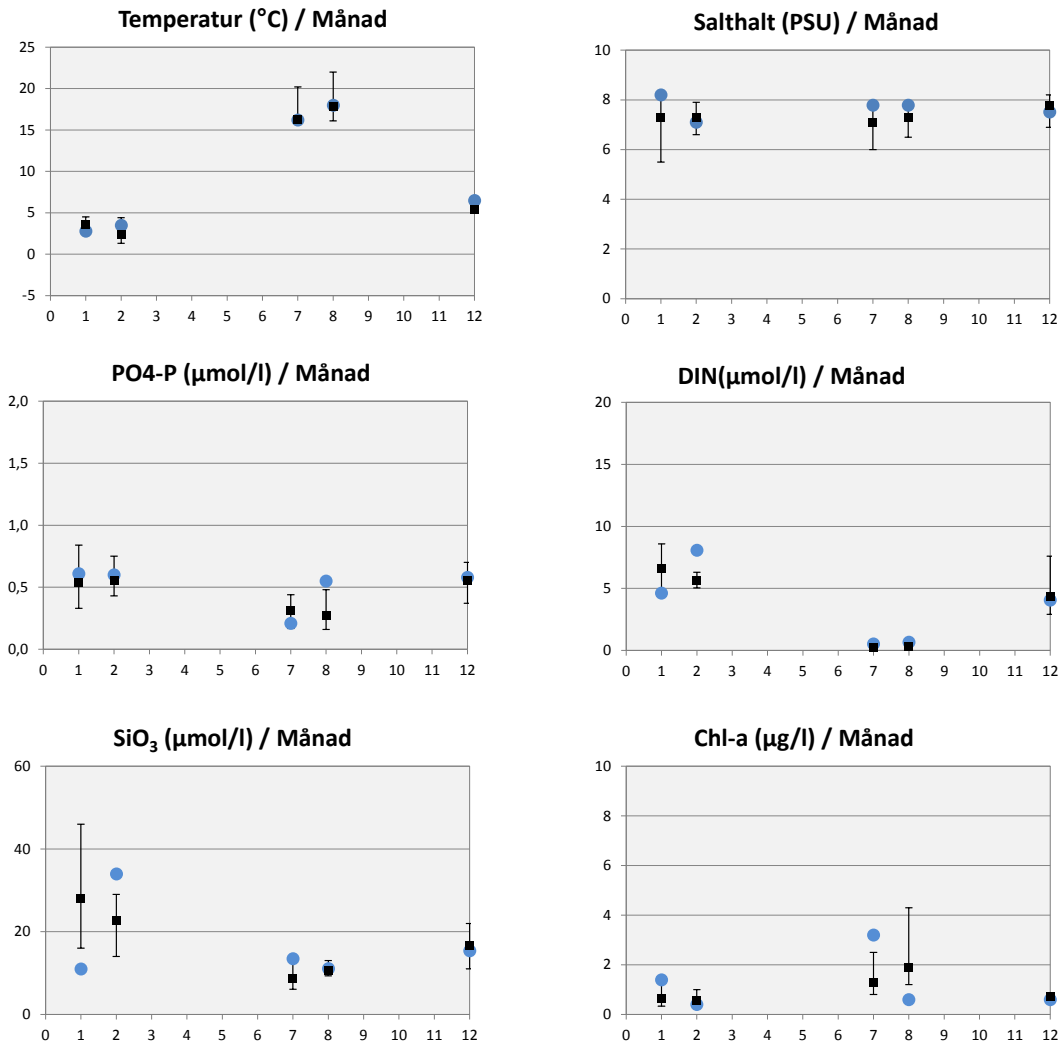 Temperatur (°C) / Månad
25
20
15
10
5
0
-5
0 1 2 3 4 5 6 7 8 9 10 11 12
Salthalt (PSU) / Månad
10
8
6
4
2
0
0 1 2 3 4 5 6 7 8 9 10 11 12
PO4-P (µmol/l) / Månad
2,0
1,5
1,0
0,5
0,0
0 1 2 3 4 5 6 7 8 9 10 11 12
DIN(µmol/l) / Månad
20
15
10
5
0
0 1 2 3 4 5 6 7 8 9 10 11 12
SiO₃ (µmol/l) / Månad
60
40
20
0
0 1 2 3 4 5 6 7 8 9 10 11 12
Chl-a (µg/l) / Månad
10
8
6
4
2
0
0 1 2 3 4 5 6 7 8 9 10 11 12